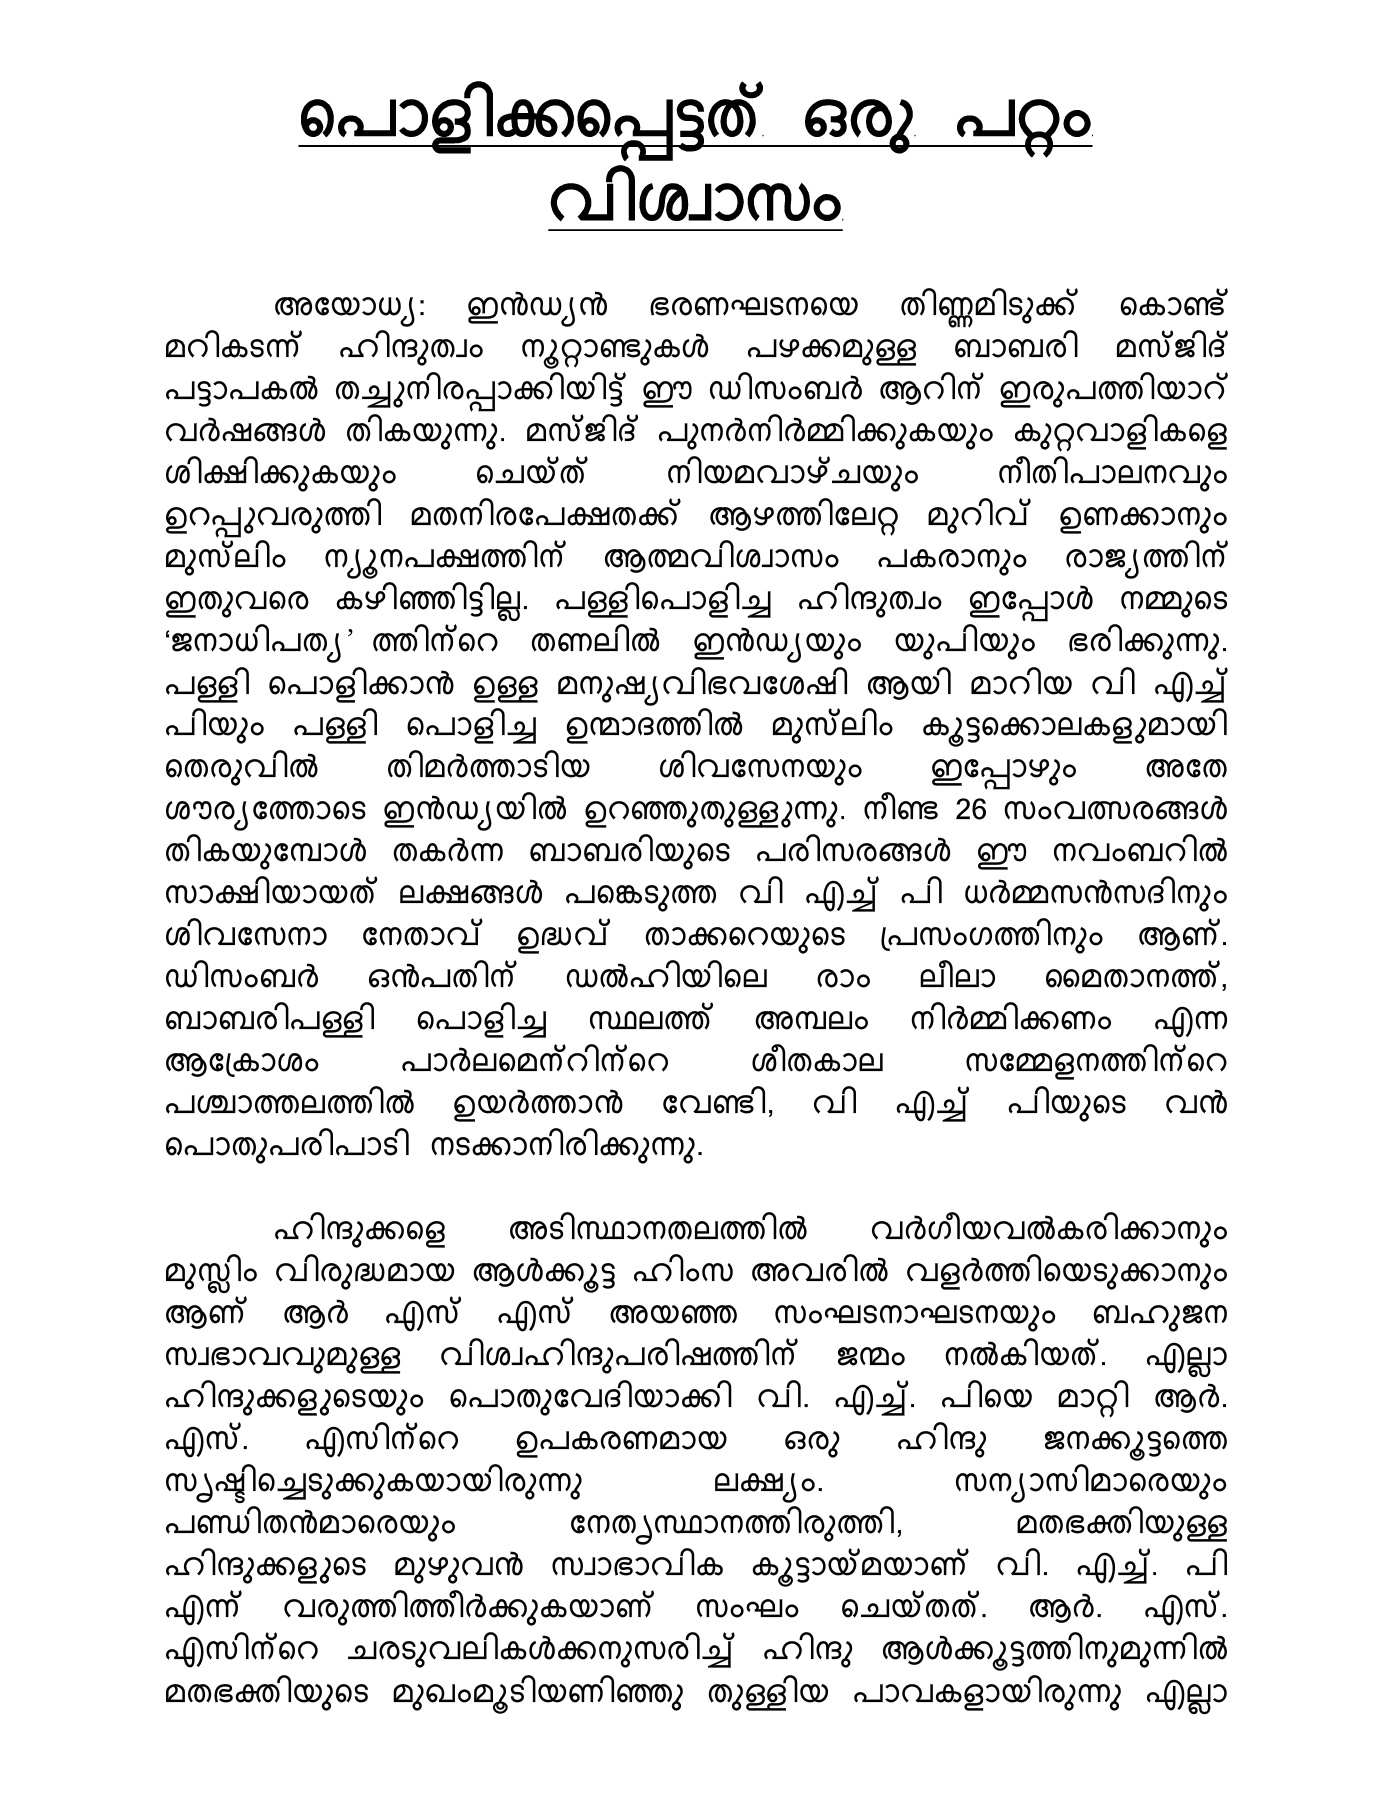 പൊളിക്കപ്പെട്ടത് ഒരു പറ്റം
വിശ്വാസം
അയോധ്യ: ഇൻഡ്യൻ ഭരണഘടനയെ തിണ്ണമിടുക്ക് കൊണ്ട്
മറികടന്ന് ഹിന്ദുത്വം നൂറ്റാണ്ടുകൾ പഴക്കമുള്ള ബാബരി മസ്ജിദ്
പട്ടാപകൽ തച്ചുനിരപ്പാക്കിയിട്ട് ഈ ഡിസംബർ ആറിന് ഇരുപത്തിയാറ്
വർഷങ്ങൾ തികയുന്നു. മസ്ജിദ് പുനർനിർമ്മിക്കുകയും കുറ്റവാളികളെ
ശിക്ഷിക്കുകയും ചെയ്ത് നിയമവാഴ്ചയും നീതിപാലനവും
ഉറപ്പുവരുത്തി മതനിരപേക്ഷതക്ക് ആഴത്തിലേറ്റ മുറിവ് ഉണക്കാനും
മുസ്‌ലിം ന്യൂനപക്ഷത്തിന് ആത്മവിശ്വാസം പകരാനും രാജ്യത്തിന്
ഇതുവരെ കഴിഞ്ഞിട്ടില്ല. പള്ളിപൊളിച്ച ഹിന്ദുത്വം ഇപ്പോൾ നമ്മുടെ
‘ജനാധിപത്യ’ ത്തിന്റെ തണലിൽ ഇൻഡ്യയും യുപിയും ഭരിക്കുന്നു.
പള്ളി പൊളിക്കാൻ ഉള്ള മനുഷ്യവിഭവശേഷി ആയി മാറിയ വി എച്ച്
പിയും പള്ളി പൊളിച്ച ഉന്മാദത്തിൽ മുസ്‌ലിം കൂട്ടക്കൊലകളുമായി
തെരുവിൽ തിമർത്താടിയ ശിവസേനയും ഇപ്പോഴും അതേ
ശൗര്യത്തോടെ ഇൻഡ്യയിൽ ഉറഞ്ഞുതുള്ളുന്നു. നീണ്ട 26 സംവത്സരങ്ങൾ
തികയുമ്പോൾ തകർന്ന ബാബരിയുടെ പരിസരങ്ങൾ ഈ നവംബറിൽ
സാക്ഷിയായത് ലക്ഷങ്ങൾ പങ്കെടുത്ത വി എച്ച് പി ധർമ്മസൻസദിനും
ശിവസേനാ നേതാവ് ഉദ്ധവ് താക്കറെയുടെ പ്രസംഗത്തിനും ആണ്.
ഡിസംബർ ഒൻപതിന് ഡൽഹിയിലെ രാം ലീലാ മൈതാനത്ത്,
ബാബരിപള്ളി പൊളിച്ച സ്ഥലത്ത് അമ്പലം നിർമ്മിക്കണം എന്ന
ആക്രോശം പാർലമെന്റിന്റെ ശീതകാല സമ്മേളനത്തിന്റെ
പശ്ചാത്തലത്തിൽ ഉയർത്താൻ വേണ്ടി, വി എച്ച് പിയുടെ വൻ
പൊതുപരിപാടി നടക്കാനിരിക്കുന്നു.
ഹിന്ദുക്കളെ അടിസ്ഥാനതലത്തിൽ വർഗീയവൽകരിക്കാനും
മുസ്ലിം വിരുദ്ധമായ ആൾക്കൂട്ട ഹിംസ അവരിൽ വളർത്തിയെടുക്കാനും
ആണ് ആർ എസ് എസ് അയഞ്ഞ സംഘടനാഘടനയും ബഹുജന
സ്വഭാവവുമുള്ള വിശ്വഹിന്ദുപരിഷത്തിന് ജന്മം നൽകിയത്. എല്ലാ
ഹിന്ദുക്കളുടെയും പൊതുവേദിയാക്കി വി. എച്ച്. പിയെ മാറ്റി ആർ.
എസ്. എസിന്റെ ഉപകരണമായ ഒരു ഹിന്ദു ജനക്കൂട്ടത്തെ
സൃഷ്ടിച്ചെടുക്കുകയായിരുന്നു ലക്ഷ്യം. സന്യാസിമാരെയും
പണ്ഡിതൻമാരെയും നേതൃസ്ഥാനത്തിരുത്തി, മതഭക്തിയുള്ള
ഹിന്ദുക്കളുടെ മുഴുവൻ സ്വാഭാവിക കൂട്ടായ്മയാണ് വി. എച്ച്. പി
എന്ന് വരുത്തിത്തീർക്കുകയാണ് സംഘം ചെയ്തത്. ആർ. എസ്.
എസിന്റെ ചരടുവലികൾക്കനുസരിച്ച് ഹിന്ദു ആൾക്കൂട്ടത്തിനുമുന്നിൽ
മതഭക്തിയുടെ മുഖംമൂടിയണിഞ്ഞു തുള്ളിയ പാവകളായിരുന്നു എല്ലാ